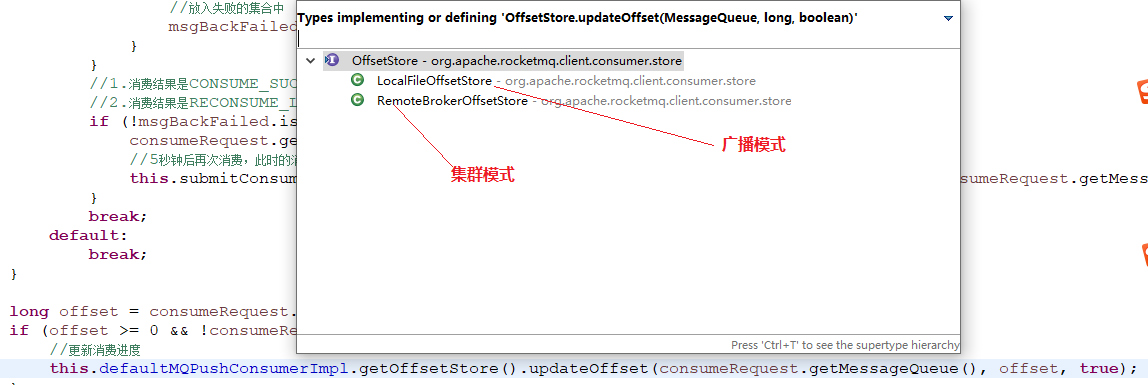 //放入失败的集合中
msgBackFailed
}
}
//1.消费结果是CONSUME_SUC
//2.消费结果是RECONSUME_L
if (!msgBackFailed.is
consumeRequest.ge
//5秒钟后再次消费，此时的消
this.submitConsum
sumeRequest.getMess
}
break;
default:
break;
}
long offset = consumeRequest.
if (offset >= 0 && !consumeRe
//更新消费进度
this.defaultMQPushConsumerImpl.getOffsetStore().updateOffset(consumeRequest.getMessageQueue(), offset, true);
Types implementing or defining 'OffsetStore.updateOffset(MessageQueue, long, boolean)'
OffsetStore - org.apache.rocketmq.client.consumer.store
LocalFileOffsetStore - org.apache.rocketmq.client.consumer.store
RemoteBrokerOffsetStore - org.apache.rocketmq.client.consumer.store
广播模式
集群模式
Press 'Ctrl+T' to see the supertype hierarchy